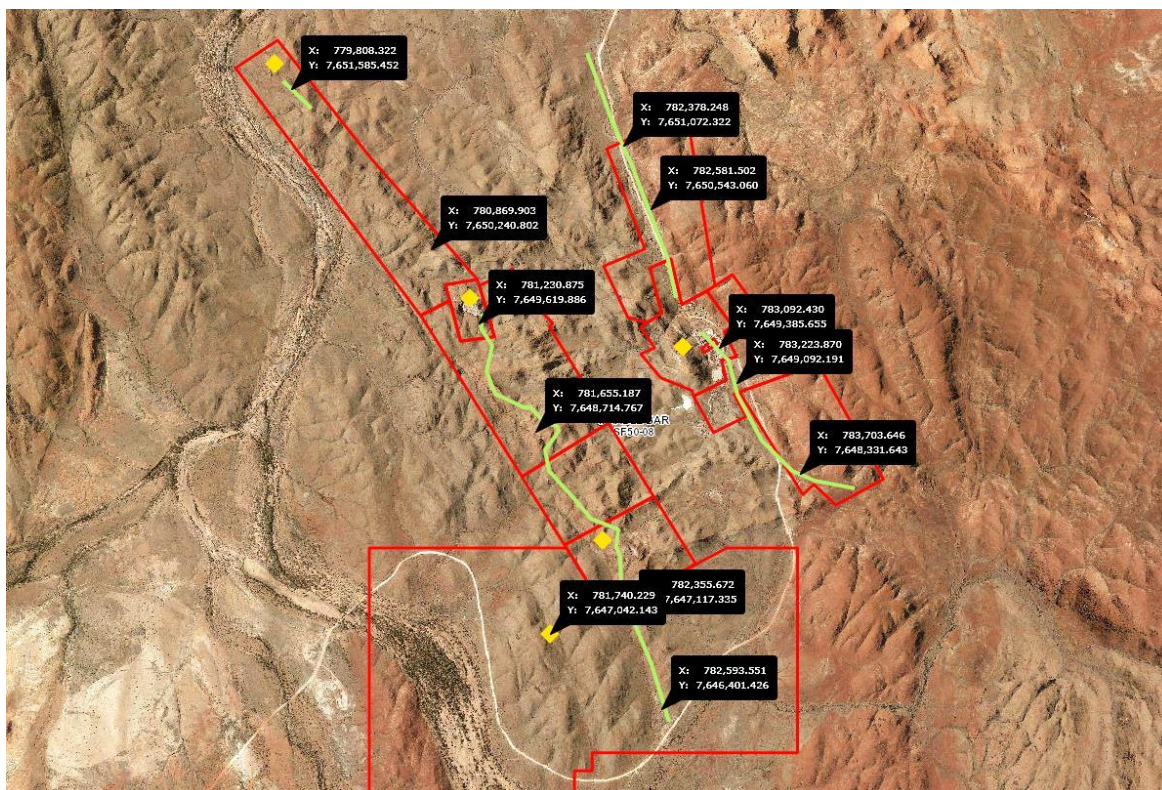 X: 779,808.322
Y: 7,651,585.452
X: 782,378.248
Y: 7,651,072.322
X: 782,581.502
Y: 7,650,543.060
X: 780,869.903
Y: 7,650,240.802
X: 781,230.875
Y: 7,649,619.886
X: 783,092.430
Y: 7,649,385.655
X: 783,223.870
Y: 7,649,092.191
X: 781,655.187
Y: 7,648,714.767
AR
SF50-08
X: 783,703.646
Y: 7,648,331.643
X: 781,740.229
Y: 7,647,042.143
782,355.672
7,647,117.335
X: 782,593.551
Y: 7,646,401.426